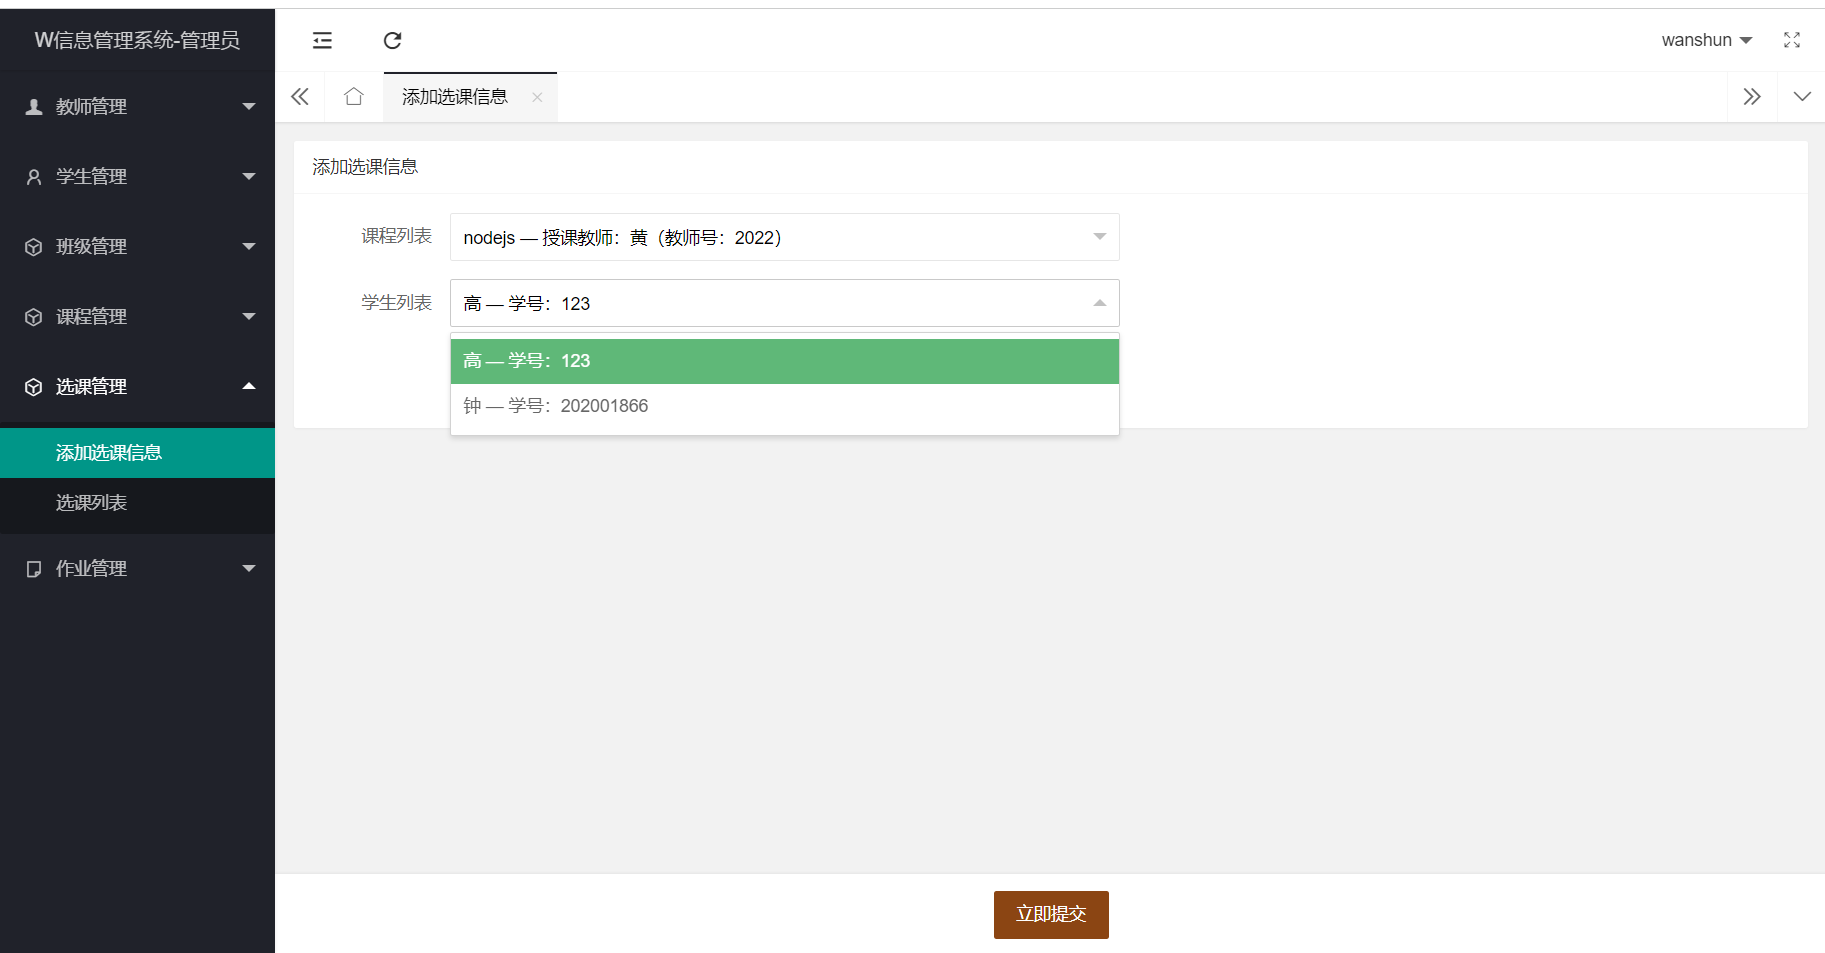 W信息管理系统-管理员
wanshun
教师管理
学生管理
班级管理
课程管理
选课管理
添加选课信息
选课列表
作业管理
添加选课信息
添加选课信息
课程列表
nodejs — 授课教师：黄（教师号：2022）
学生列表
高 — 学号：123
高 — 学号：123
钟 — 学号：202001866
立即提交